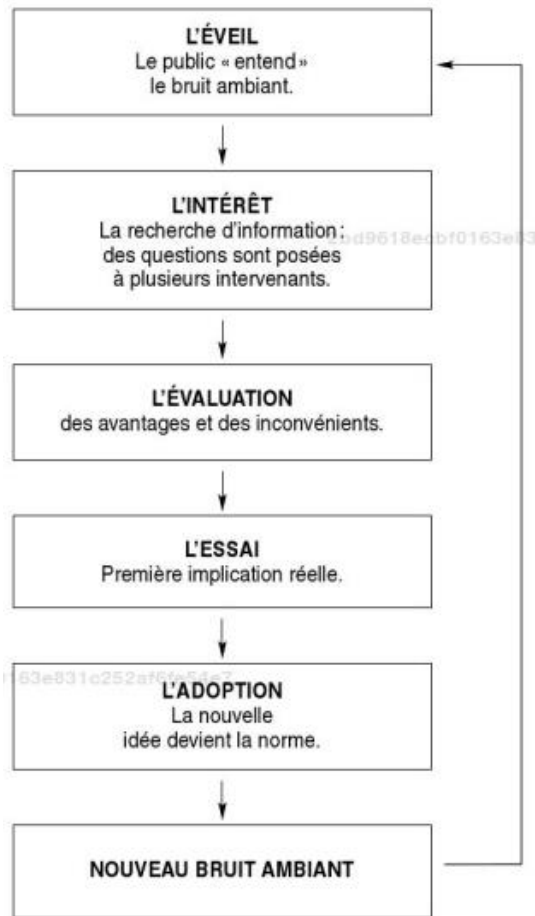 L’ÉVEIL
Le public « entend »
le bruit ambiant.
L’INTÉRÊT
La recherche d’information :
des questions sont posées
à plusieurs intervenants.
L’ÉVALUATION
des avantages et des inconvénients.
L’ESSAI
Première implication réelle.
L’ADOPTION
La nouvelle
idée devient la norme.
NOUVEAU BRUIT AMBIANT